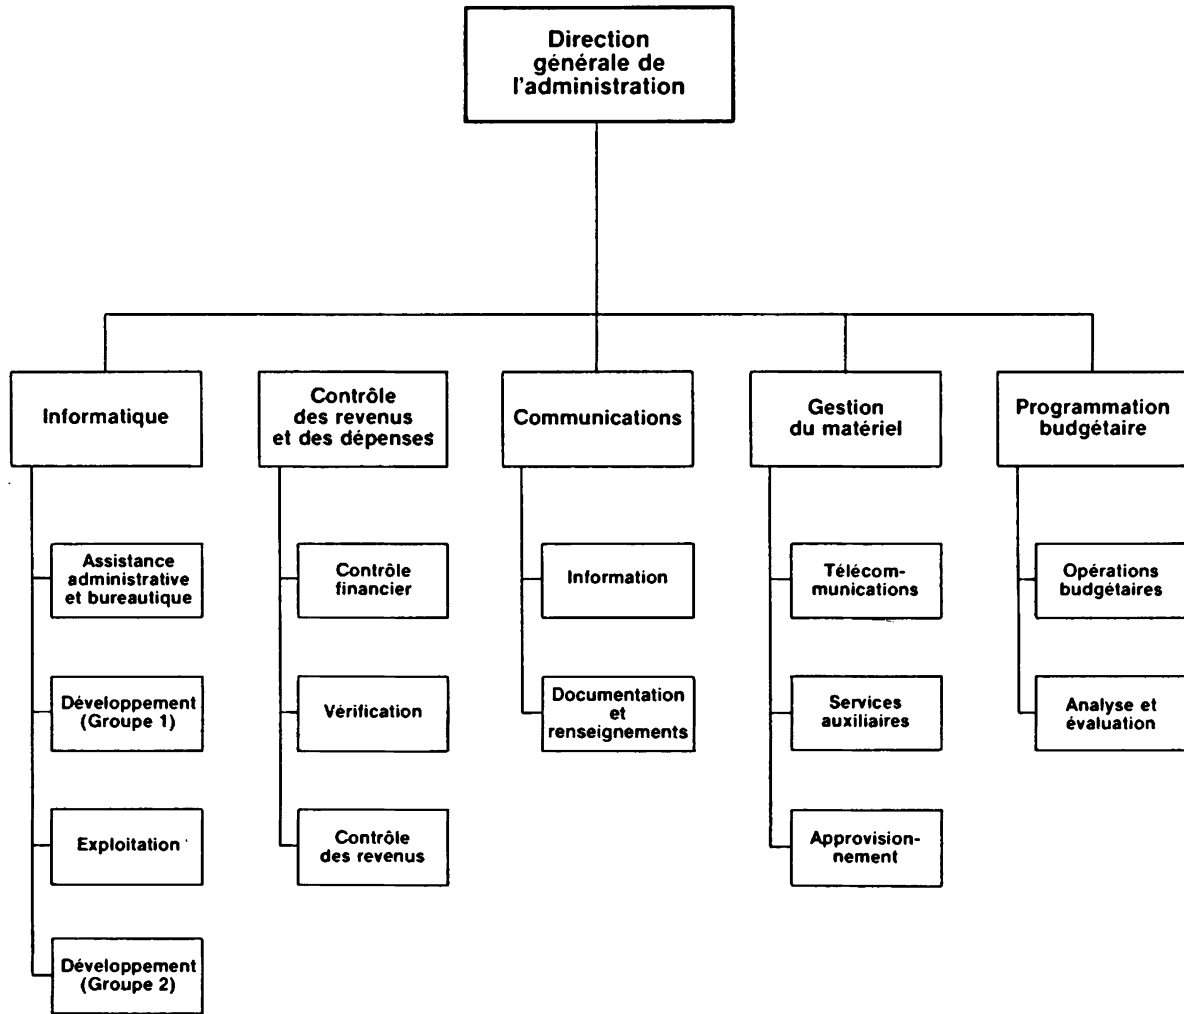 Direction
générale de
l'administration
Informatique
Contrôle
des revenus
et des dépenses
Communications
Gestion
du matériel
Programmation
budgétaire
Assistance
administrative
et bureautique
Contrôle
financier
Information
Télécom-
munications
Opérations
budgétaires
Développement
(Groupe 1)
Vérification
Documentation
et
renseignements
Services
auxiliaires
Analyse et
évaluation
Exploitation
Contrôle
des revenus
Approvision-
nement
Développement
(Groupe 2)